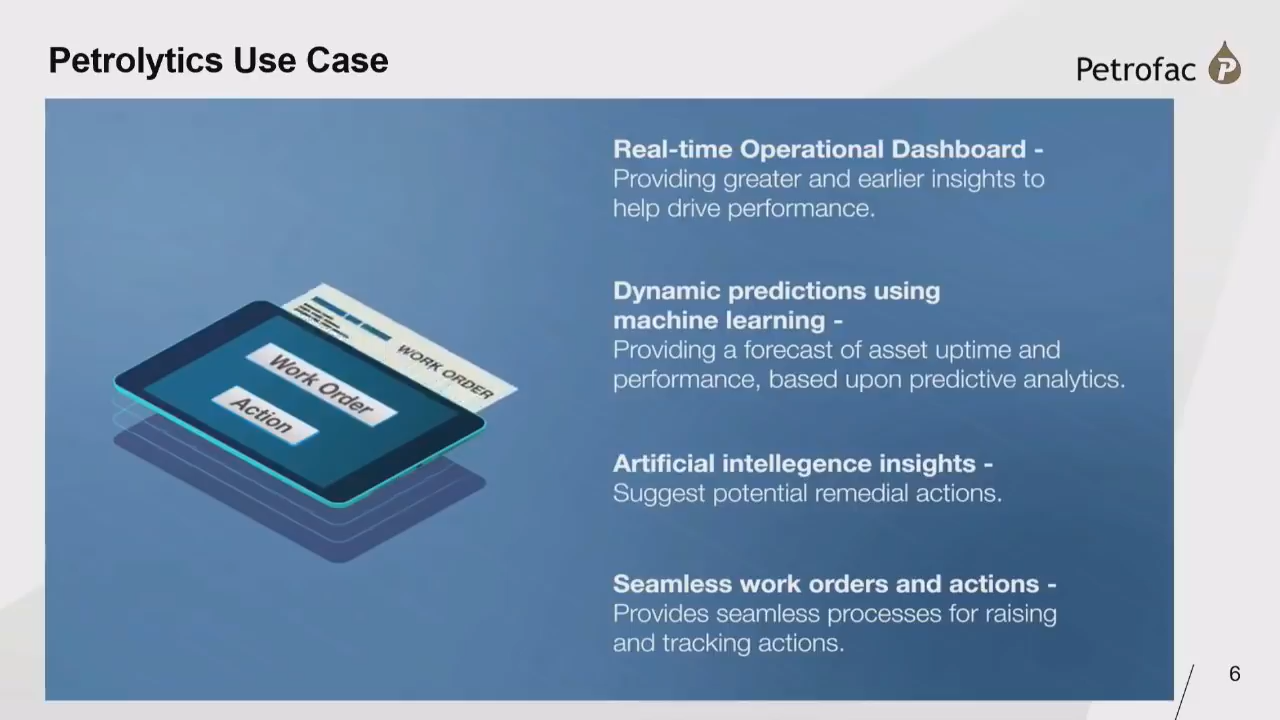 Petrolytics Use Case
Petrofac
Real-time Operational Dashboard -
Providing greater and earlier insights to
help drive performance.
Dynamic predictions using
machine learning -
Providing a forecast of asset uptime and
performance, based upon predictive analytics.
WORK ORDER
Work Order
Action
Artificial intellegence insights -
Suggest potential remedial actions.
Seamless work orders and actions -
Provides seamless processes for raising
and tracking actions.
6